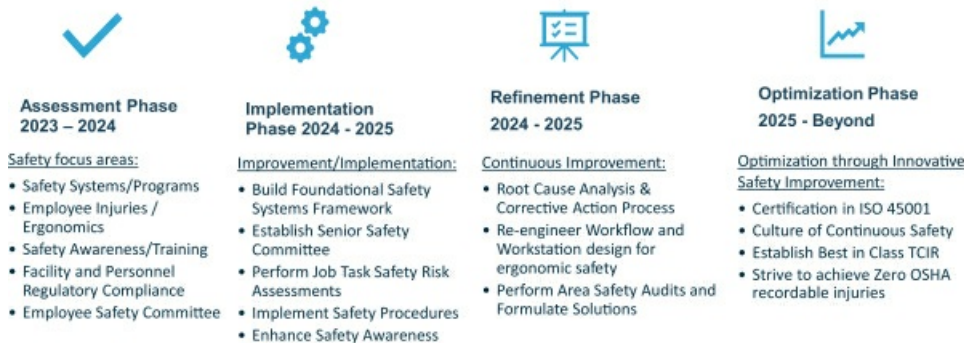 Assessment Phase
2023 – 2024
Safety focus areas:
• Safety Systems/Programs
• Employee Injuries /
Ergonomics
• Safety Awareness/Training
• Facility and Personnel
Regulatory Compliance
• Employee Safety Committee
Implementation
Phase 2024 - 2025
Improvement/Implementation:
• Build Foundational Safety
Systems Framework
• Establish Senior Safety
Committee
• Perform Job Task Safety Risk
Assessments
• Implement Safety Procedures
• Enhance Safety Awareness
Refinement Phase
2024 - 2025
Continuous Improvement:
• Root Cause Analysis &
Corrective Action Process
• Re-engineer Workflow and
Workstation design for
ergonomic safety
• Perform Area Safety Audits and
Formulate Solutions
Optimization Phase
2025 - Beyond
Optimization through Innovative
Safety Improvement:
• Certification in ISO 45001
• Culture of Continuous Safety
• Establish Best in Class TCIR
• Strive to achieve Zero OSHA
recordable injuries